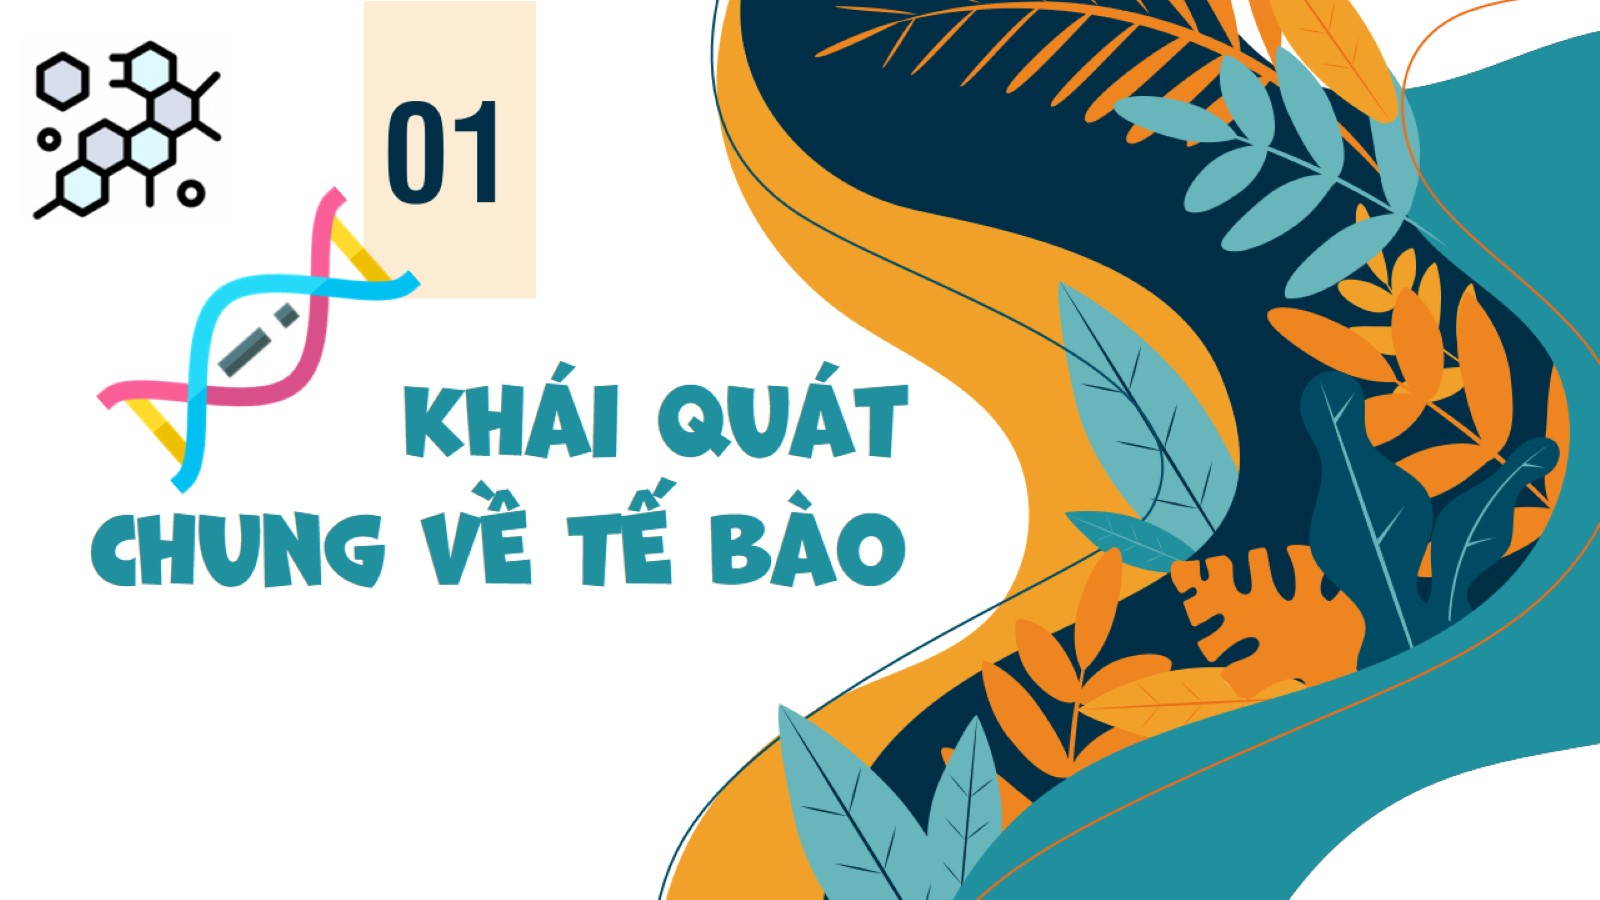 01
KHÁI QUÁT
CHUNG VỀ TẾ BÀO